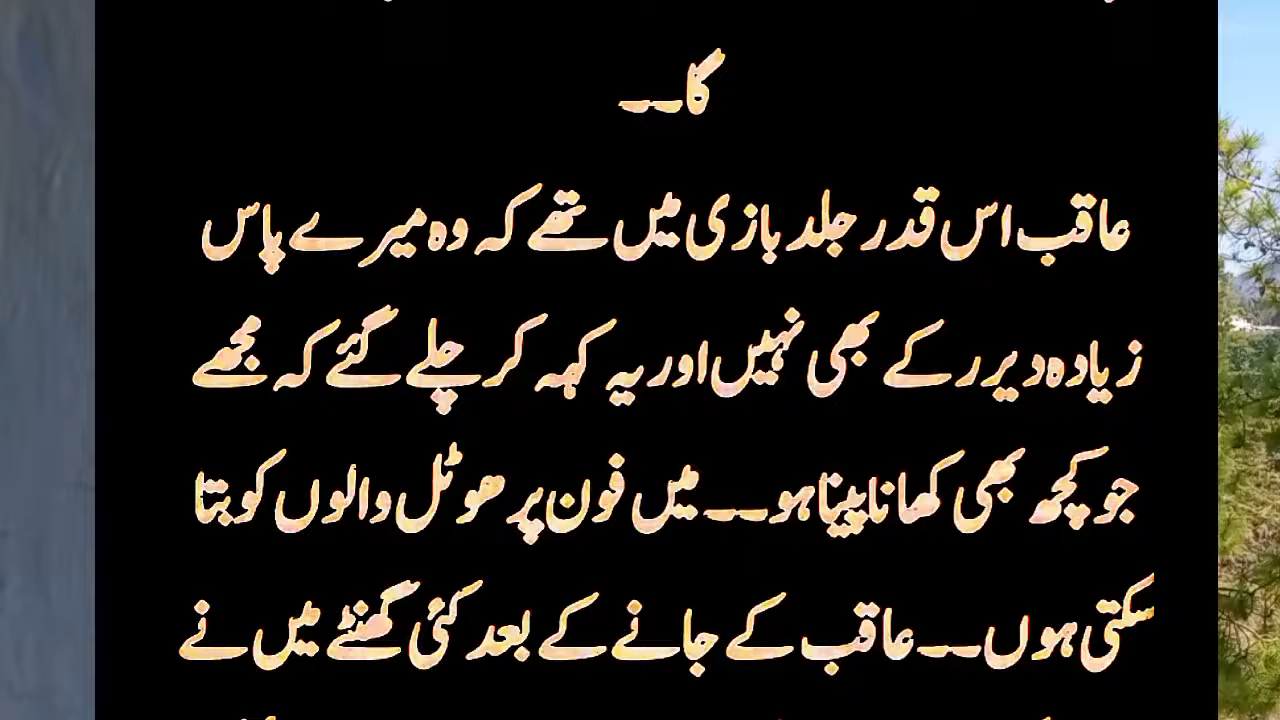 گا۔۔
عاقب اس قدر جلد بازی میں تھے کہ وہ میرے پاس
زیادہ دیر رکے بھی نہیں اور یہ کہہ کر چلے گئے کہ مجھے
جو کچھ بھی کھانا پینا ہو۔۔ میں فون پر ھوٹل والوں کو بتا
سکتی ہوں۔۔ عاقب کے جانے کے بعد کئی گھنٹے میں نے